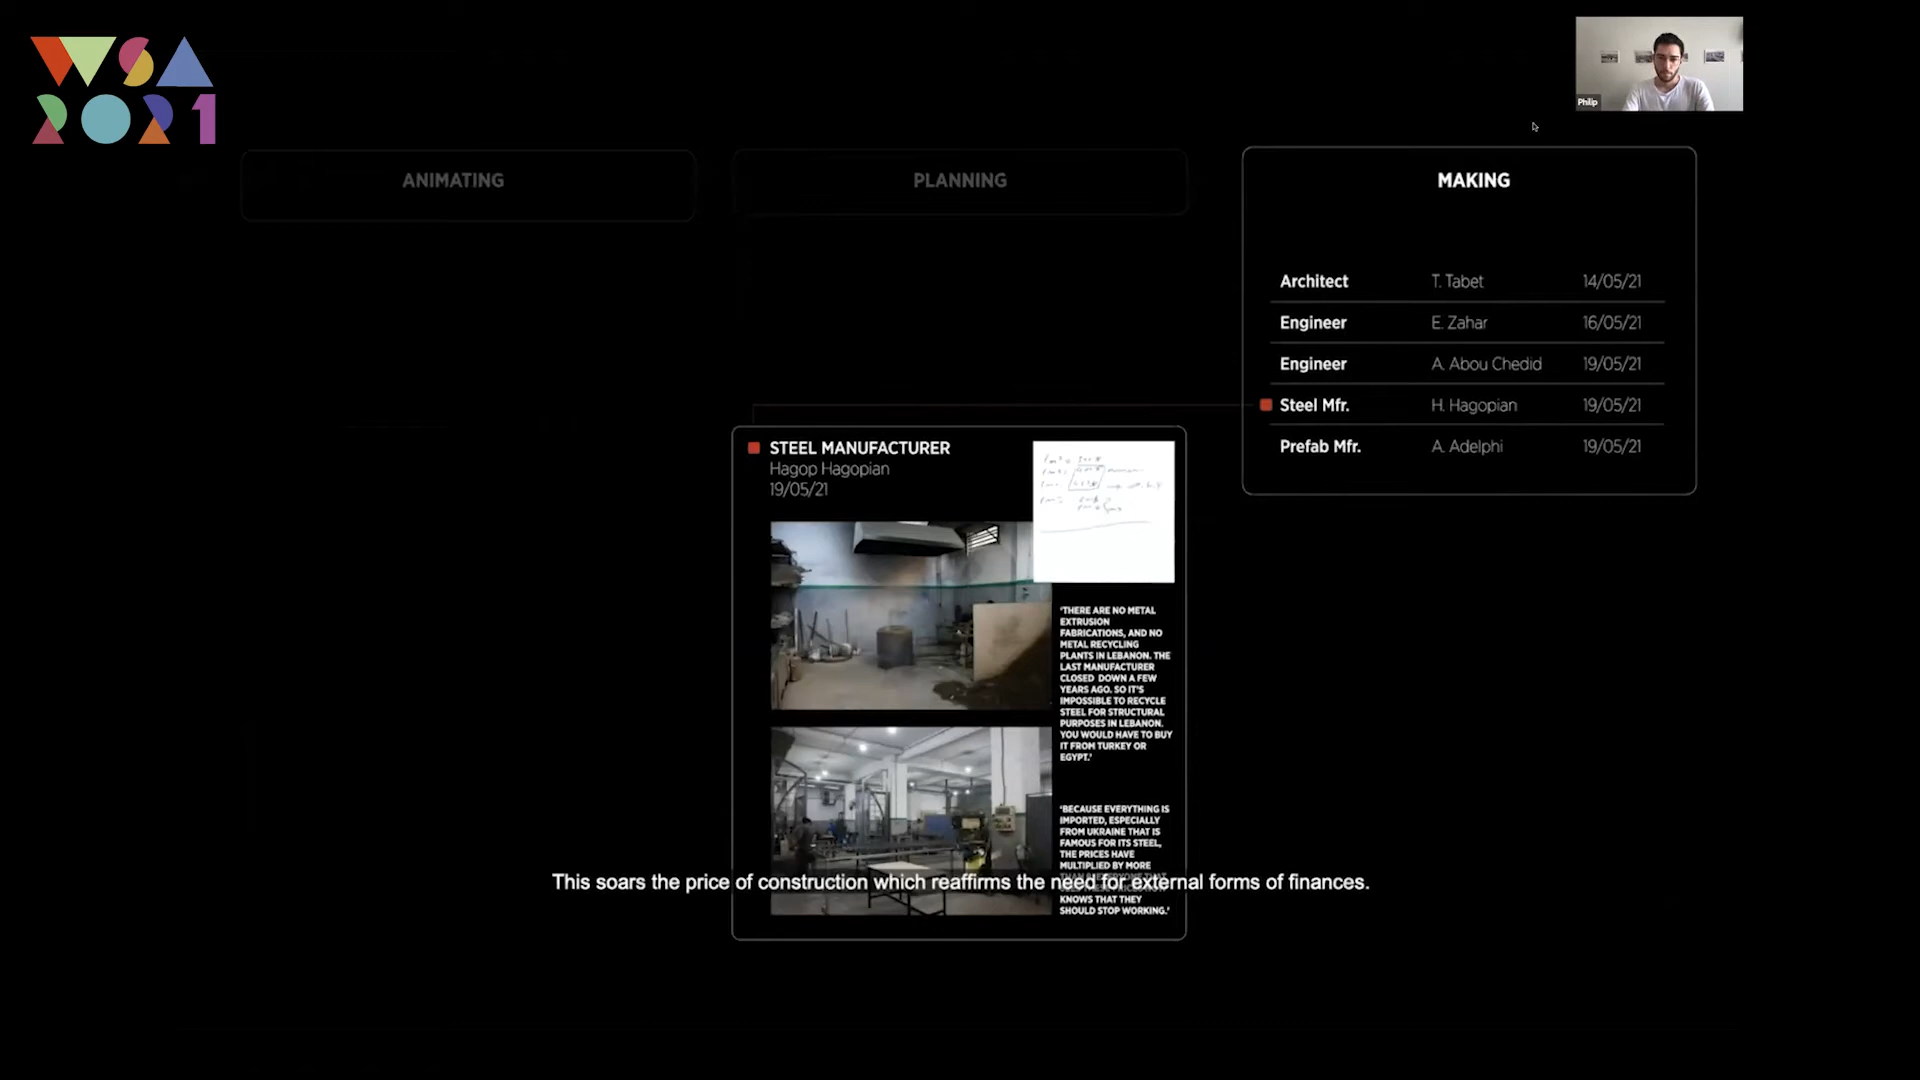 WSA
2021
Philip
ANIMATING
PLANNING
MAKING
Architect T. Tabet 14/05/21
Engineer E. Zahar 16/05/21
Engineer A. Abou Chedid 19/05/21
Steel Mfr. H. Hagopian 19/05/21
Prefab Mfr. A. Adelphi 19/05/21
STEEL MANUFACTURER
Hagop Hagopian
19/05/21
'THERE ARE NO METAL
EXTRUSION
FABRICATIONS, AND NO
METAL RECYCLING
PLANTS IN LEBANON. THE
LAST MANUFACTURER
CLOSED DOWN A FEW
YEARS AGO. SO IT'S
IMPOSSIBLE TO RECYCLE
STEEL FOR STRUCTURAL
PURPOSES IN LEBANON.
YOU WOULD HAVE TO BUY
IT FROM TURKEY OR
EGYPT.'
'BECAUSE EVERYTHING IS
IMPORTED, ESPECIALLY
FROM UKRAINE THAT IS
FAMOUS FOR ITS STEEL,
THE PRICES HAVE
MULTIPLIED BY MORE
KNOWS THAT THEY
SHOULD STOP WORKING.'
This soars the price of construction which reaffirms the need for external forms of finances.